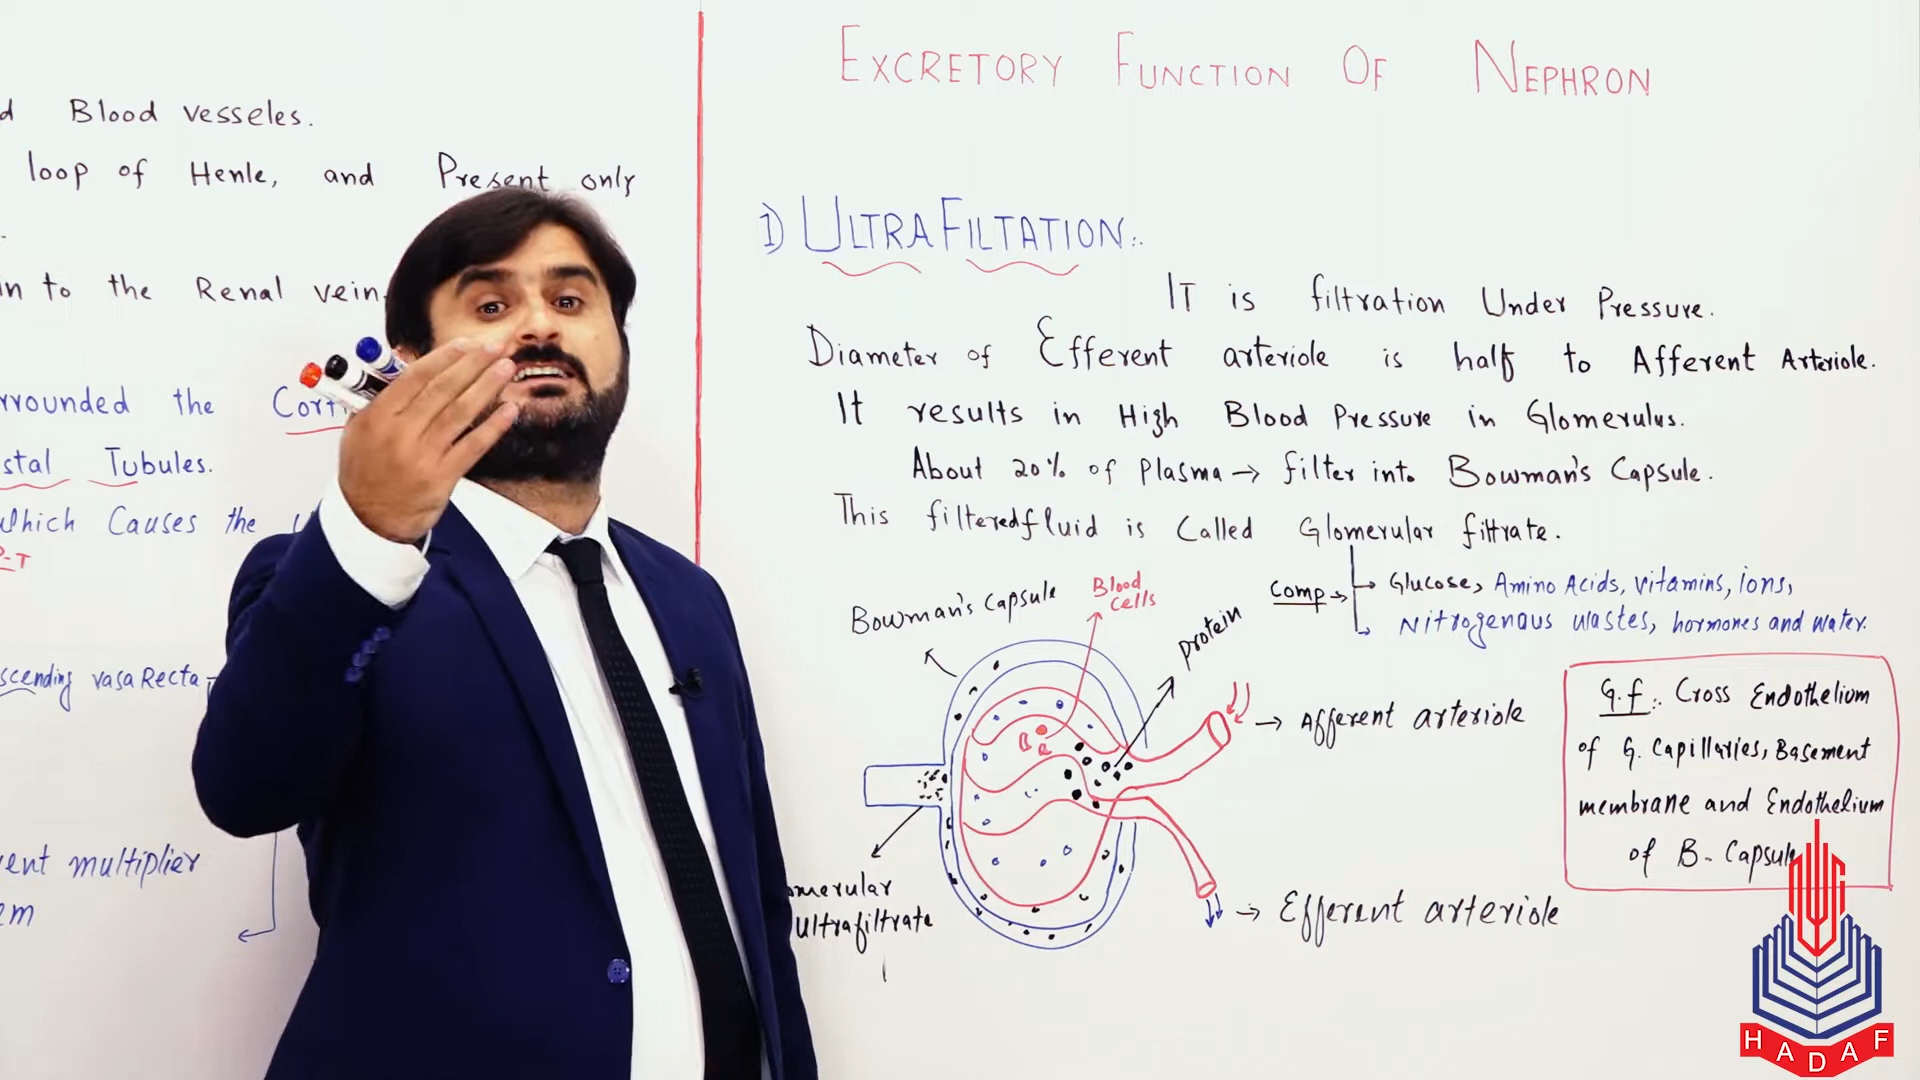 d Blood vesseles.
loop of Henle, and Present only
in to the Renal vein.
rrounded the Cort
stal Tubules.
which Causes the
P-T
scending vasa Recta
ent multiplier
em
EXCRETORY FUNCTION OF NEPHRON
1) ULTRAFILTATION:.
IT is filtration Under Pressure.
Diameter of Efferent arteriole is half to Afferent Arteriole.
It results in High Blood Pressure in Glomerulus.
About 20% of Plasma → filter into Bowman's Capsule.
This filteredfluid is Called Glomerular filtrate.
Comp → Glucose, Amino Acids, vitamins, ions,
Nitrogenous wastes, hormones and water.
Bowman's Capsule
Blood
Cells
protein
Afferent arteriole
Efferent arteriole
omerular
Ultrafiltrate
G.f:. Cross Endothelium
of G. Capillaries, Basement
membrane and Endothelium
of B. Capsul
HADAF